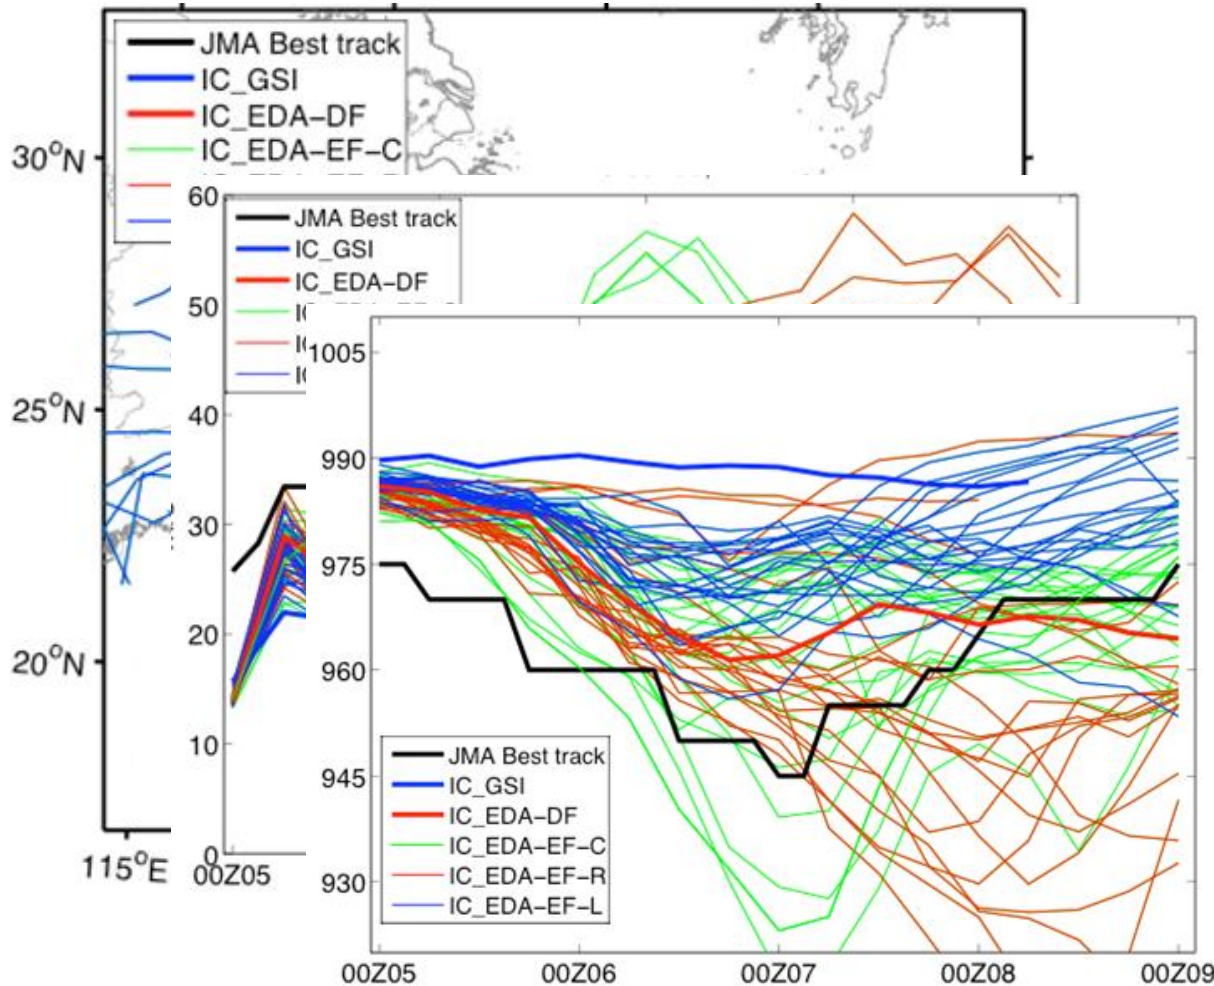 JMA Best track
IC_GSI
IC_EDA-DF
IC_EDA-EF-C
30°N
25°N
20°N
115°E
60
50
40
30
20
10
0
00Z05
JMA Best track
IC_GSI
IC_EDA-DF
1005
990
975
960
945
930
JMA Best track
IC_GSI
IC_EDA-DF
IC_EDA-EF-C
IC_EDA-EF-R
IC_EDA-EF-L
00Z05
00Z06
00Z07
00Z08
00Z09